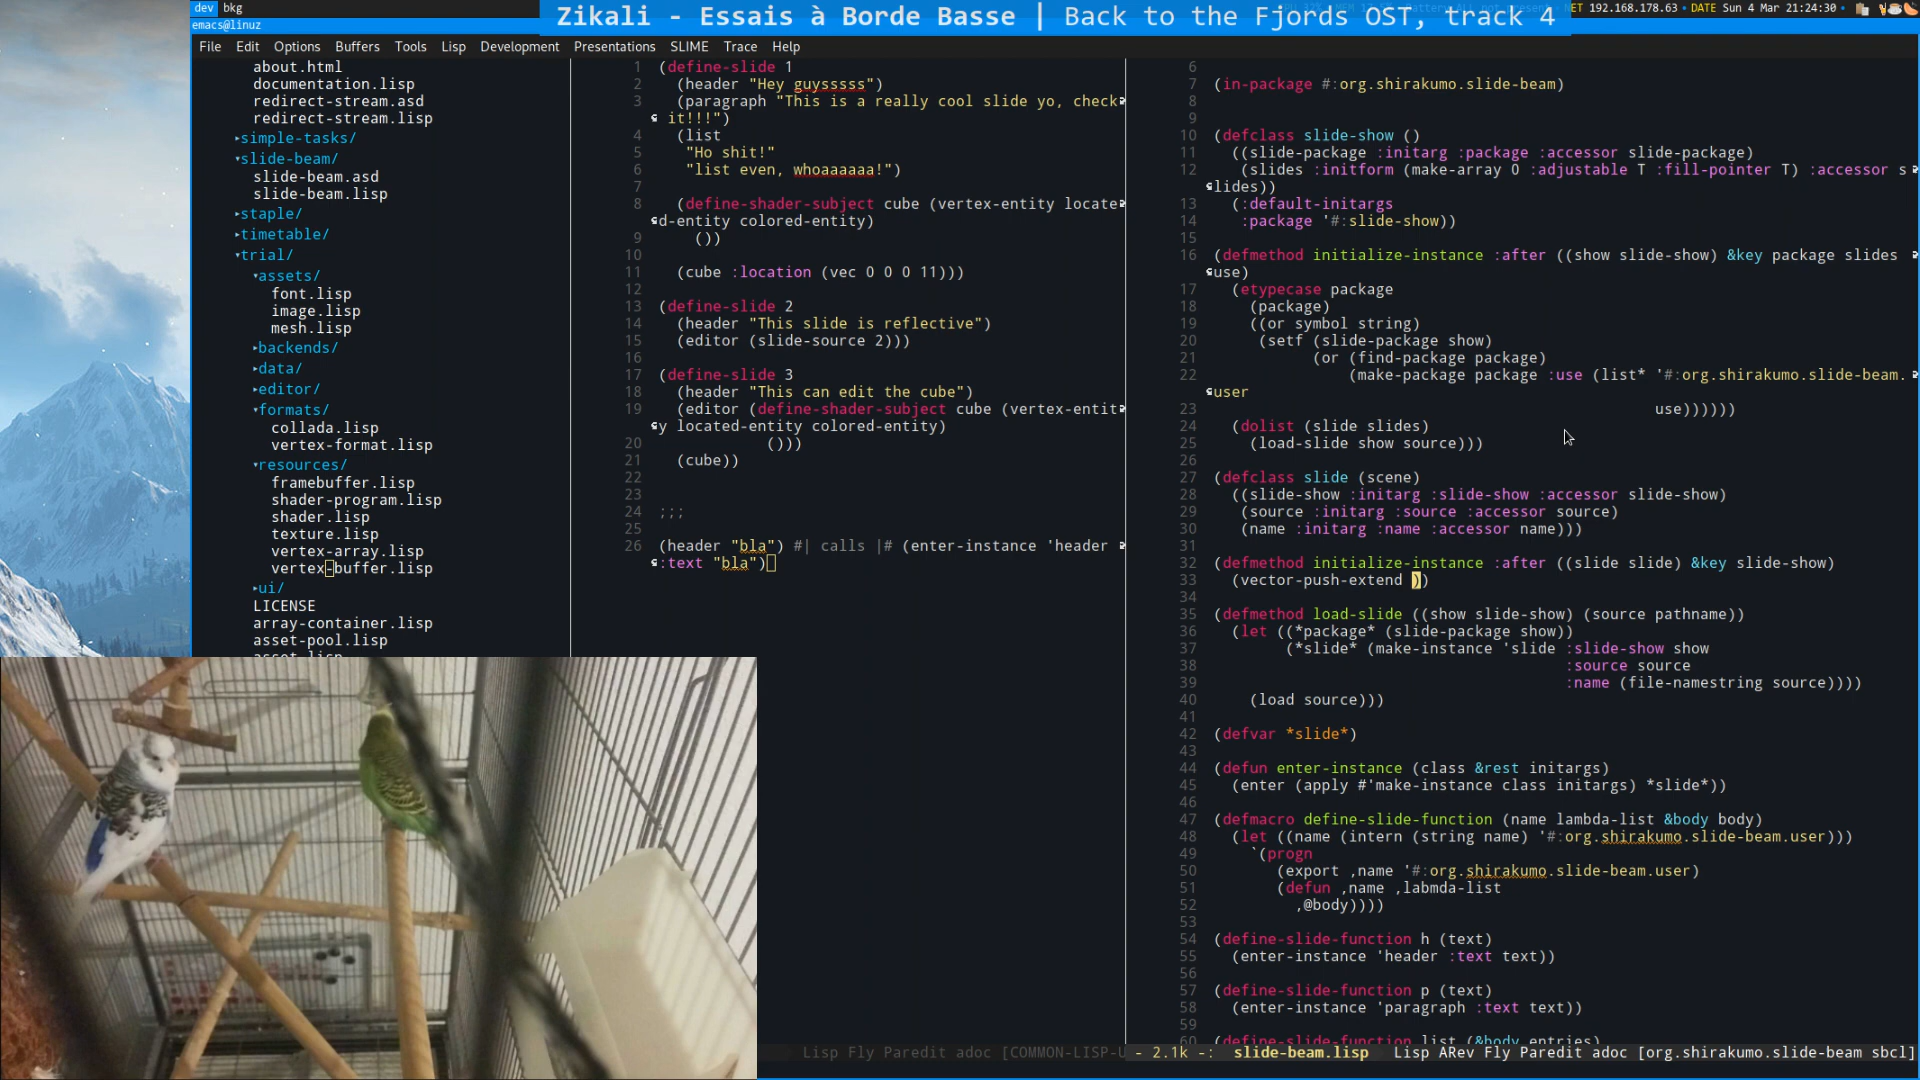 dev bkg
Zikali - Essais à Borde Basse | Back to the Fjords OST, track 4
ET 192.168.178.63 DATE Sun 4 Mar 21:24:30
emacs@linuz
File Edit Options Buffers Tools Lisp Development Presentations SLIME Trace Help
about.html
documentation.lisp
redirect-stream.asd
redirect-stream.lisp
simple-tasks/
slide-beam/
slide-beam.asd
slide-beam.lisp
staple/
timetable/
trial/
assets/
font.lisp
image.lisp
mesh.lisp
backends/
data/
editor/
formats/
collada.lisp
vertex-format.lisp
resources/
framebuffer.lisp
shader-program.lisp
shader.lisp
texture.lisp
vertex-array.lisp
vertex-buffer.lisp
ui/
LICENSE
array-container.lisp
asset-pool.lisp
asset.lisp
1 (define-slide 1
2 (header "Hey guysssss")
3 (paragraph "This is a really cool slide yo, check
it!!!")
4 (list
5 "Ho shit!"
6 "list even, whoaaaaaa!")
7
8 (define-shader-subject cube (vertex-entity locate
d-entity colored-entity)
9 ())
10
11 (cube :location (vec 0 0 0 11)))
12
13 (define-slide 2
14 (header "This slide is reflective")
15 (editor (slide-source 2)))
16
17 (define-slide 3
18 (header "This can edit the cube")
19 (editor (define-shader-subject cube (vertex-entit
y located-entity colored-entity)
20 ()))
21 (cube))
22
23
24 ;;;
25
26 (header "bla") #| calls |# (enter-instance 'header
:text "bla")
6
7 (in-package #:org.shirakumo.slide-beam)
8
9
10 (defclass slide-show ()
11 ((slide-package :initarg :package :accessor slide-package)
12 (slides :initform (make-array 0 :adjustable T :fill-pointer T) :accessor s
lides))
13 (:default-initargs
14 :package '#:slide-show))
15
16 (defmethod initialize-instance :after ((show slide-show) &key package slides
use)
17 (etypecase package
18 (package)
19 ((or symbol string)
20 (setf (slide-package show)
21 (or (find-package package)
22 (make-package package :use (list* '#:org.shirakumo.slide-beam.
user
23 use))))))
24 (dolist (slide slides)
25 (load-slide show source)))
26
27 (defclass slide (scene)
28 ((slide-show :initarg :slide-show :accessor slide-show)
29 (source :initarg :source :accessor source)
30 (name :initarg :name :accessor name)))
31
32 (defmethod initialize-instance :after ((slide slide) &key slide-show)
33 (vector-push-extend ))
34
35 (defmethod load-slide ((show slide-show) (source pathname))
36 (let ((*package* (slide-package show))
37 (*slide* (make-instance 'slide :slide-show show
38 :source source
39 :name (file-namestring source))))
40 (load source)))
41
42 (defvar *slide*)
43
44 (defun enter-instance (class &rest initargs)
45 (enter (apply #'make-instance class initargs) *slide*))
46
47 (defmacro define-slide-function (name lambda-list &body body)
48 (let ((name (intern (string name) '#:org.shirakumo.slide-beam.user)))
49 `(progn
50 (export ,name '#:org.shirakumo.slide-beam.user)
51 (defun ,name ,labmda-list
52 ,@body))))
53
54 (define-slide-function h (text)
55 (enter-instance 'header :text text))
56
57 (define-slide-function p (text)
58 (enter-instance 'paragraph :text text))
59
60 (define-slide-function list (&body entries)
Lisp Fly Paredit adoc [COMMON-LISP-U
- 2.1k -: slide-beam.lisp Lisp ARev Fly Paredit adoc [org.shirakumo.slide-beam sbcl]